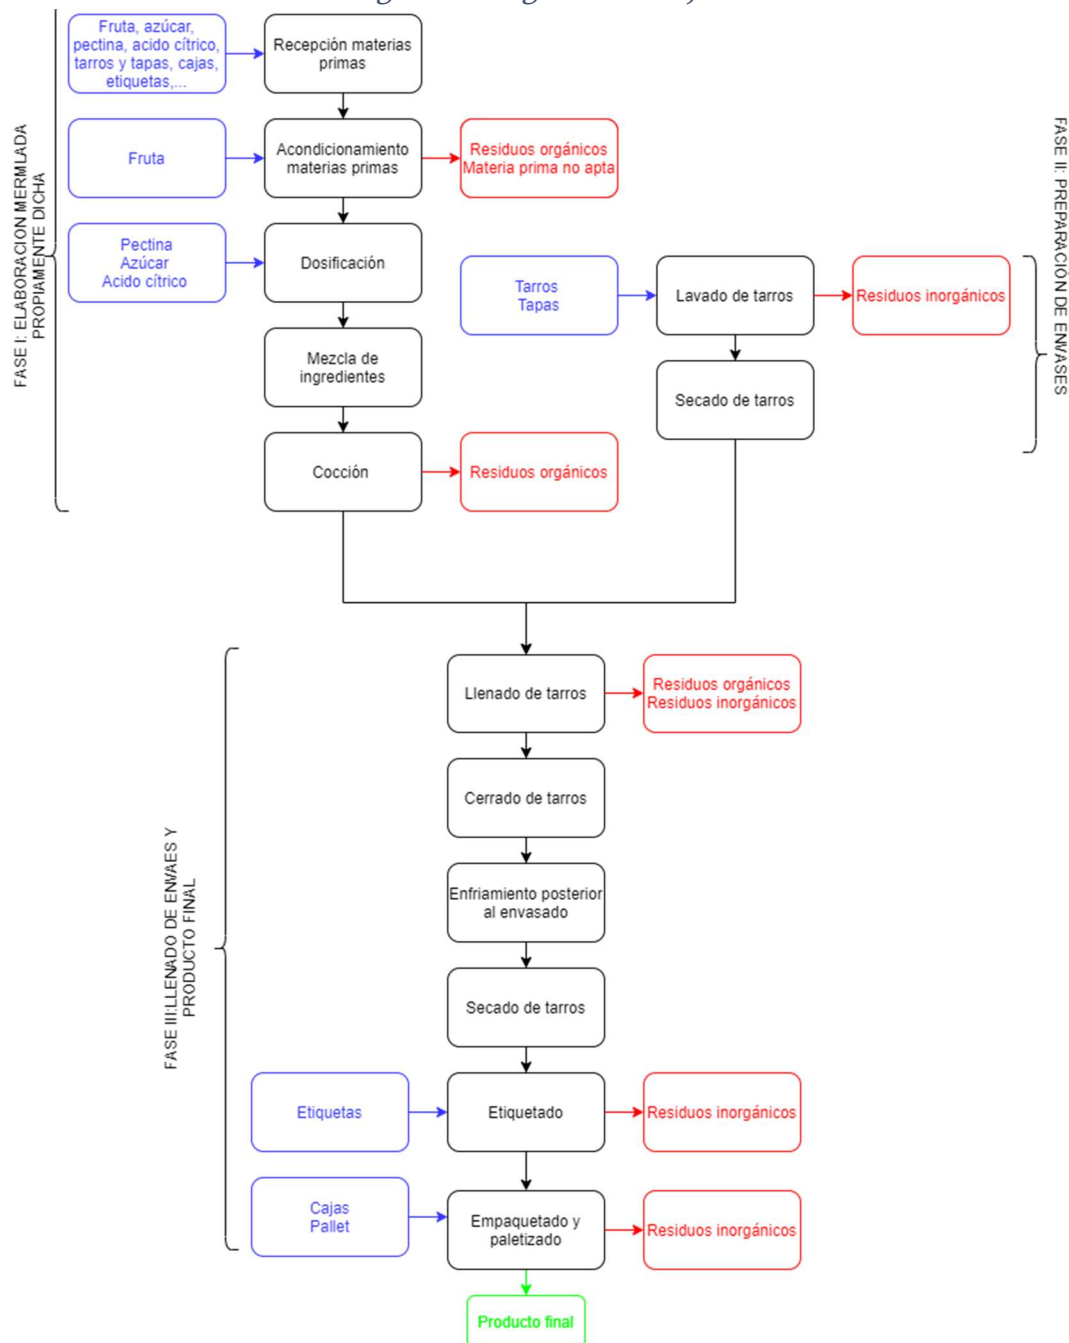 Fruta, azúcar,
pectina, acido cítrico,
tarros y tapas, cajas,
etiquetas,...
Recepción materias
primas
Fruta
Acondicionamiento
materias primas
Residuos orgánicos
Materia prima no apta
FASE I: ELABORACION MERMLADA
PROPIAMENTE DICHA
Pectina
Azúcar
Acido cítrico
Dosificación
Mezcla de
ingredientes
Cocción
Residuos orgánicos
Tarros
Tapas
Lavado de tarros
Residuos inorgánicos
Secado de tarros
FASE II: PREPARACIÓN DE ENVASES
Llenado de tarros
Residuos orgánicos
Residuos inorgánicos
Cerrado de tarros
Enfriamiento posterior
al envasado
Secado de tarros
FASE III:LLENADO DE ENVAES Y
PRODUCTO FINAL
Etiquetas
Etiquetado
Residuos inorgánicos
Cajas
Pallet
Empaquetado y
paletizado
Residuos inorgánicos
Producto final